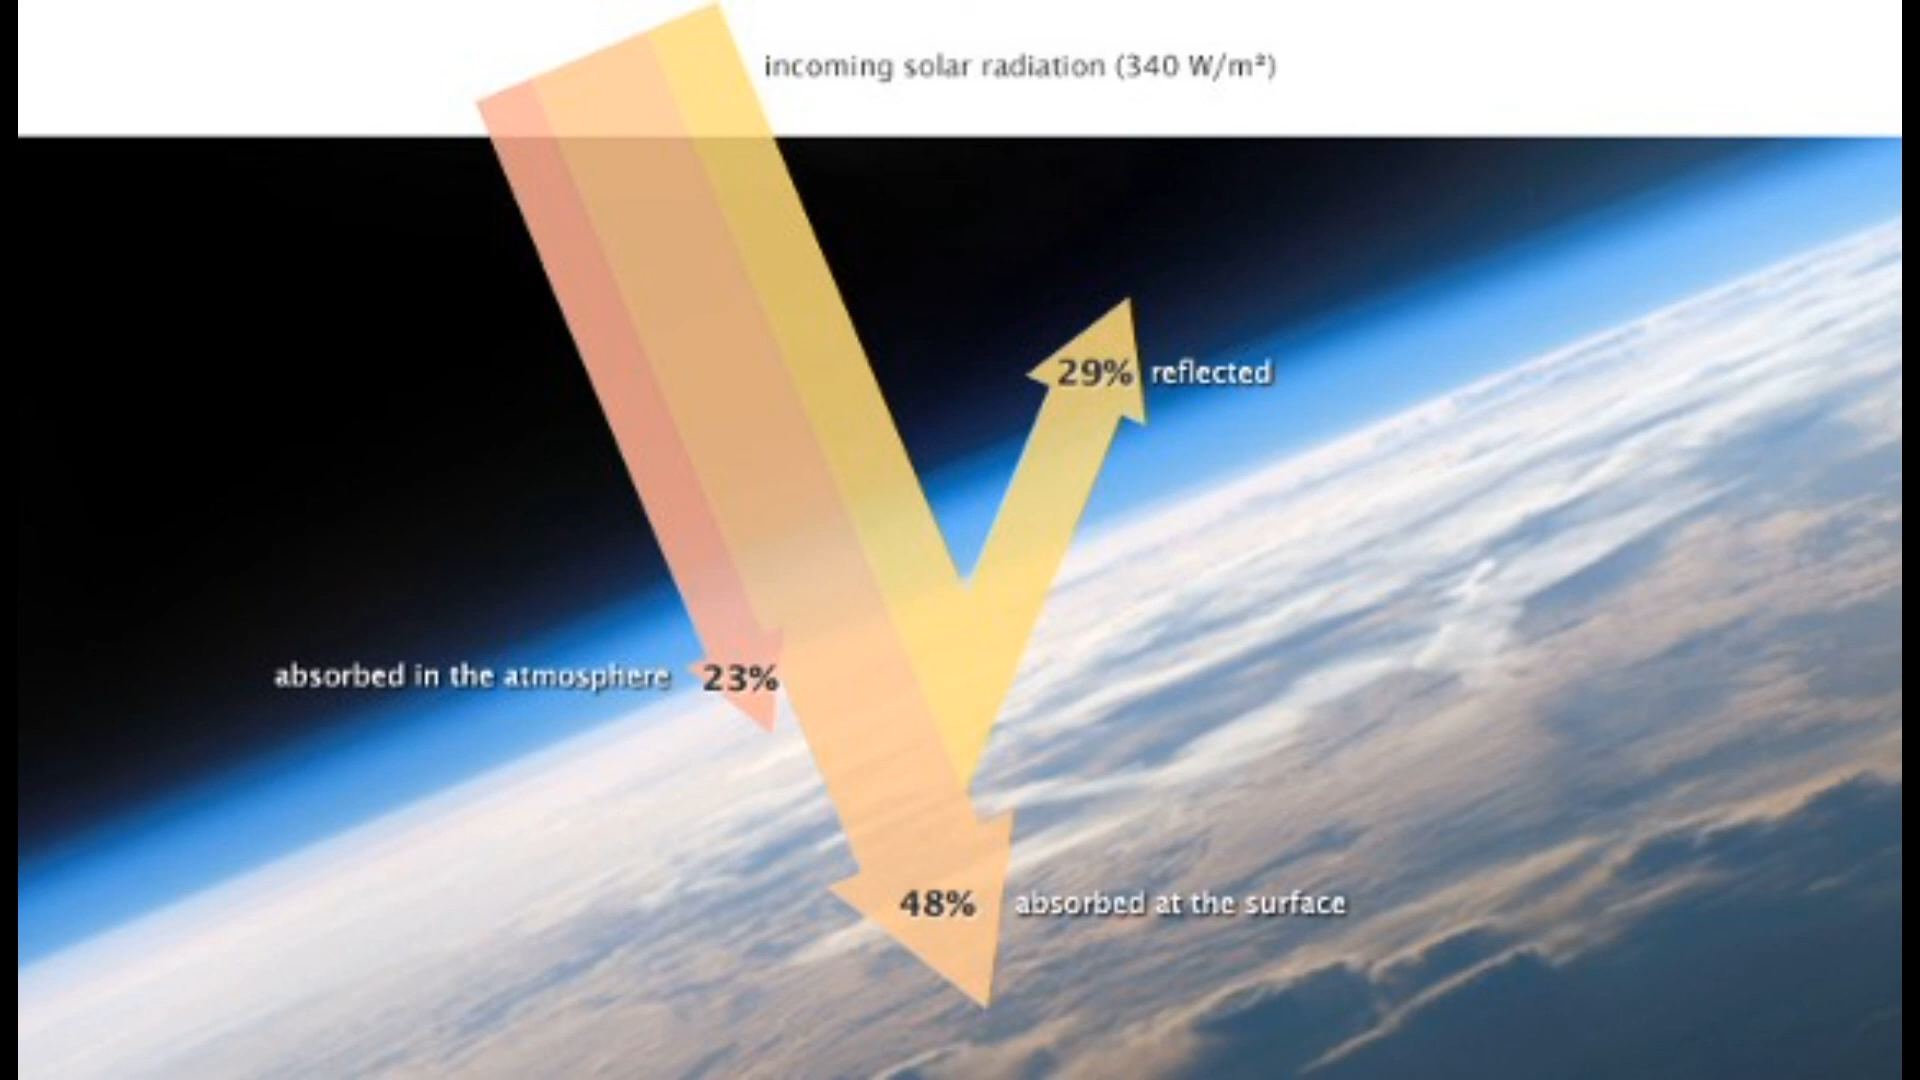 incoming solar radiation (340 W/m²)
29% reflected
absorbed in the atmosphere 23%
48% absorbed at the surface